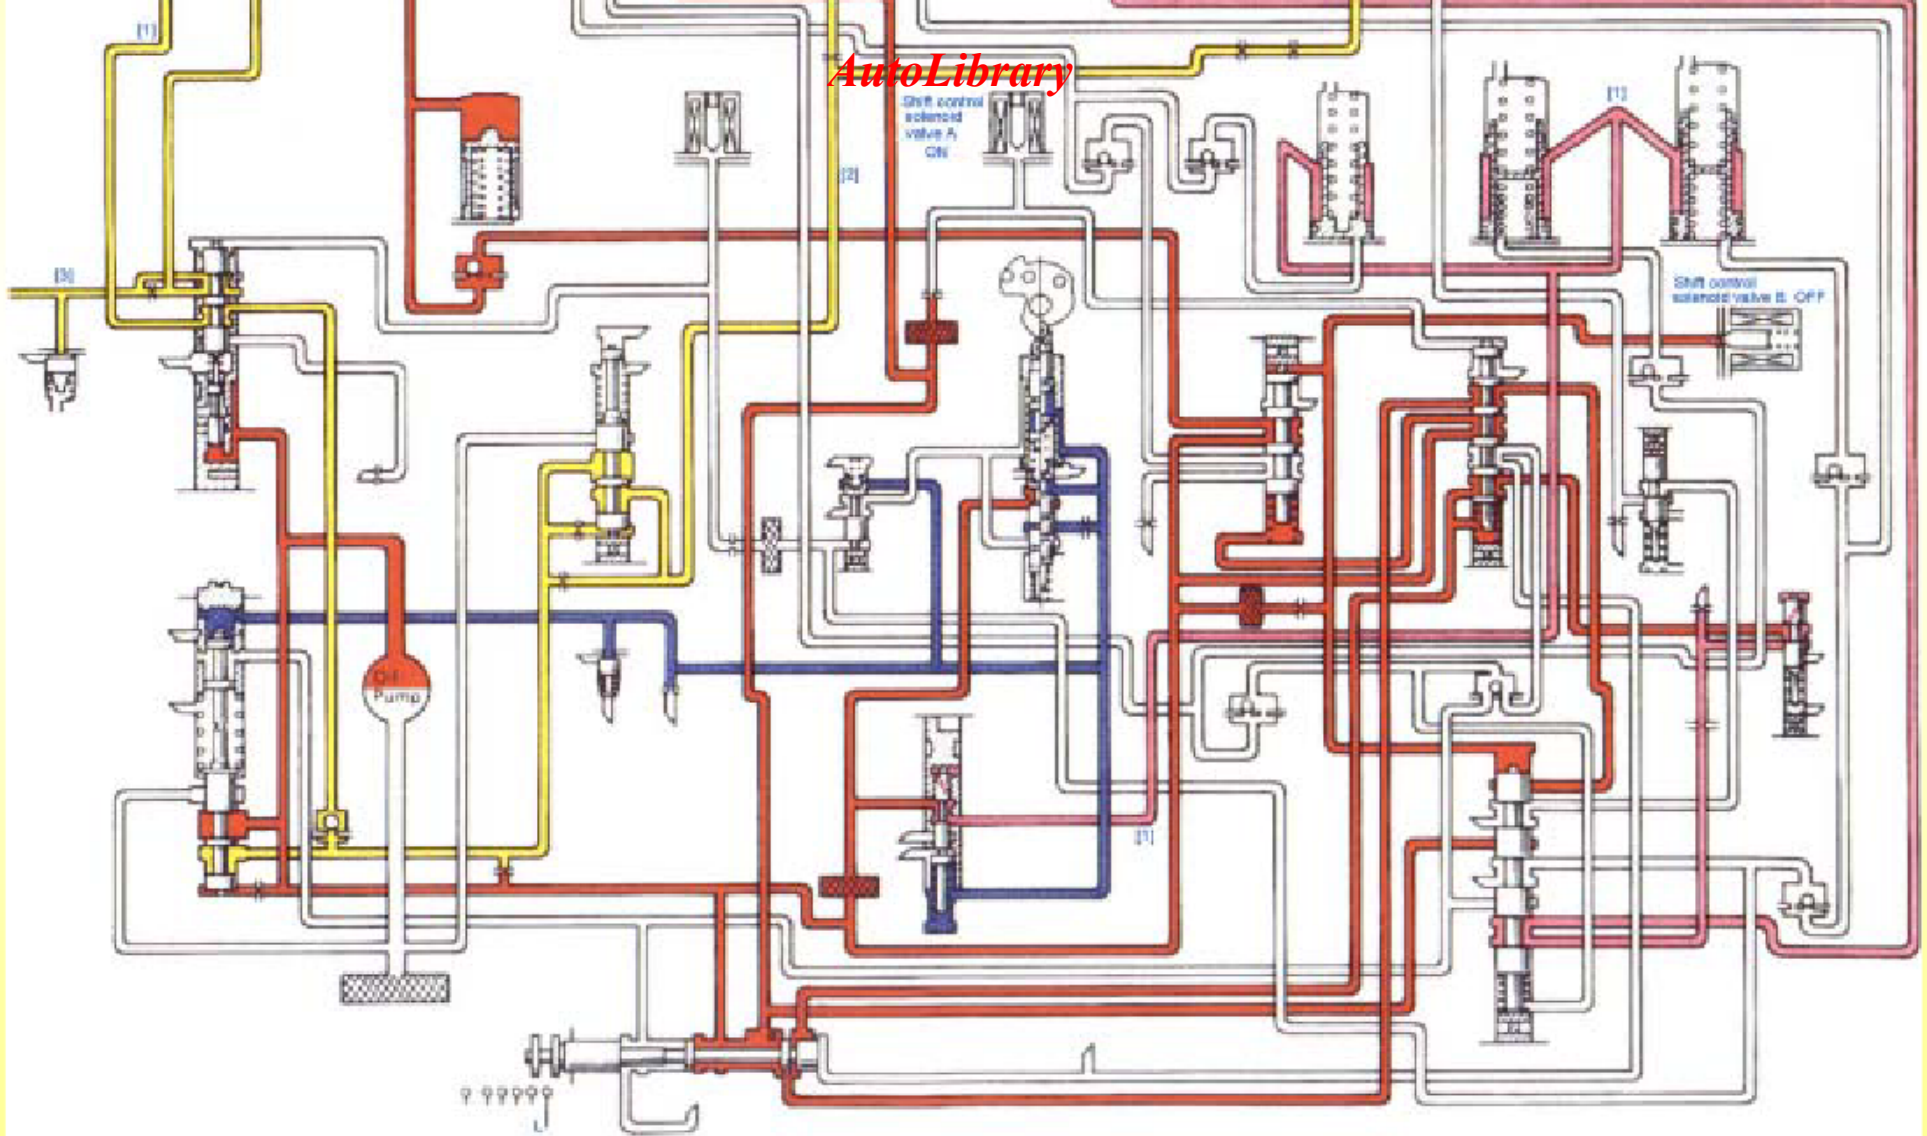 [1]
AutoLibrary
Shift control
solenoid
valve A
ON
[1]
[2]
[3]
Shift control
solenoid valve B OFF
Oil
Pump
[1]
L